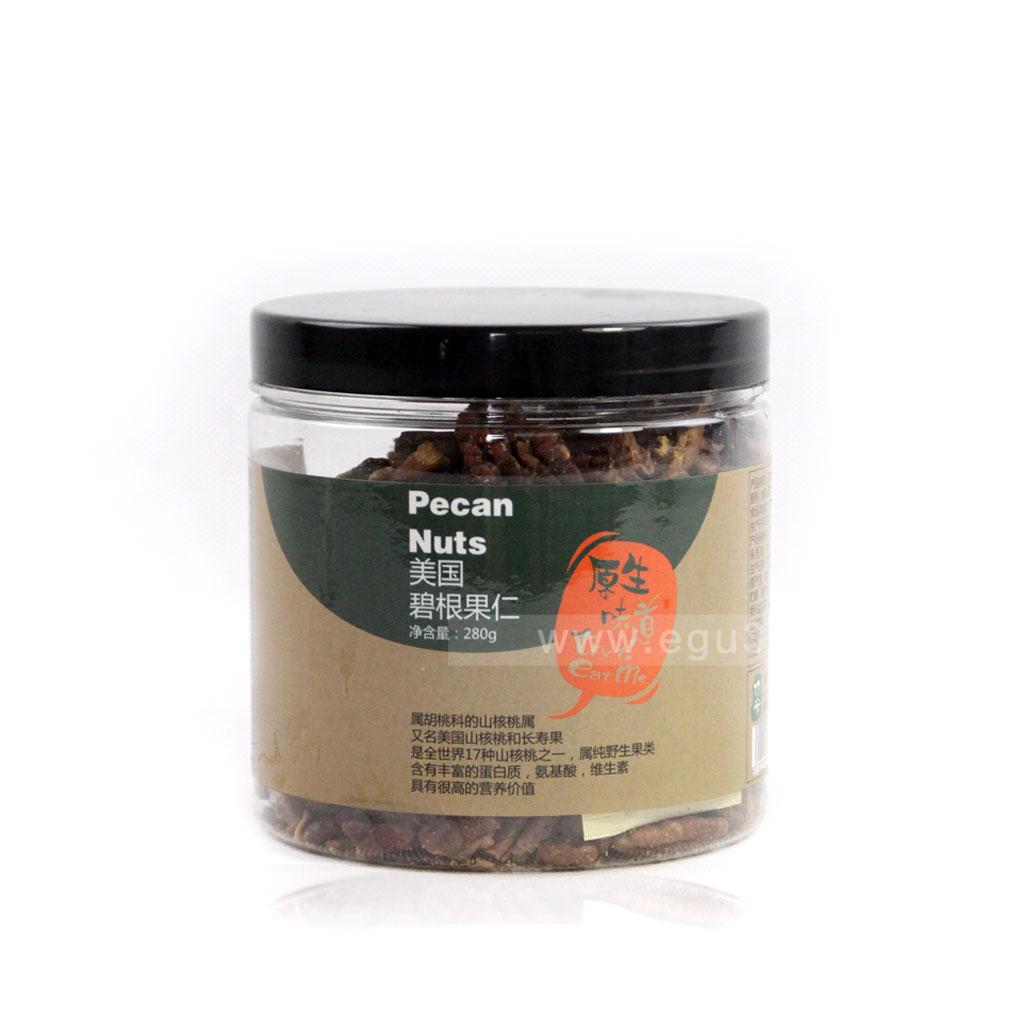 Pecan
Nuts
美国
碧根果仁
净含量：280g
原生
味道
eat Me
www.egu
属胡桃科的山核桃属
又名美国山核桃和长寿果
是全世界17种山核桃之一，属纯野生果类
含有丰富的蛋白质，氨基酸，维生素
具有很高的营养价值